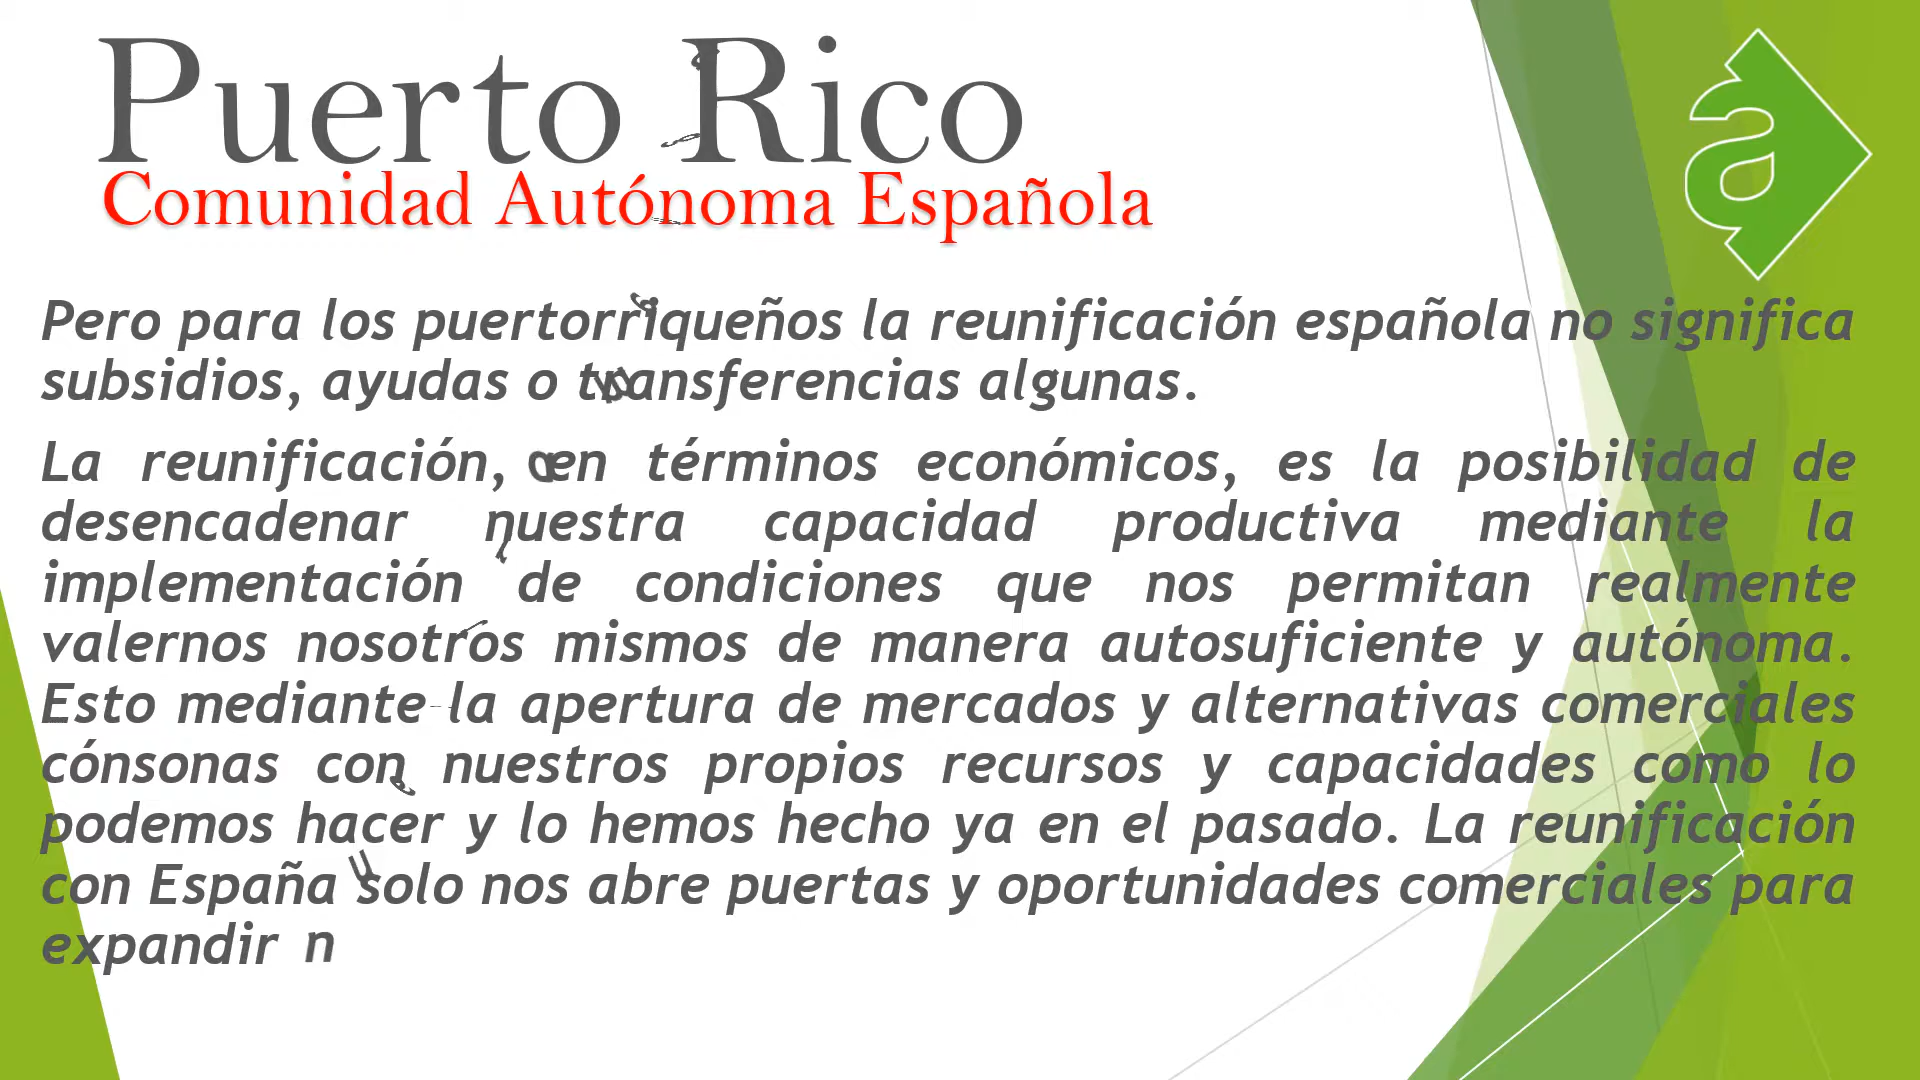 Puerto Rico
Comunidad Autónoma Española
a
Pero para los puertorriqueños la reunificación española no significa
subsidios, ayudas o transferencias algunas.
La reunificación, en términos económicos, es la posibilidad de
desencadenar nuestra capacidad productiva mediante la
implementación de condiciones que nos permitan realmente
valernos nosotros mismos de manera autosuficiente y autónoma.
Esto mediante la apertura de mercados y alternativas comerciales
cónsonas con nuestros propios recursos y capacidades como lo
podemos hacer y lo hemos hecho ya en el pasado. La reunificación
con España solo nos abre puertas y oportunidades comerciales para
expandir n